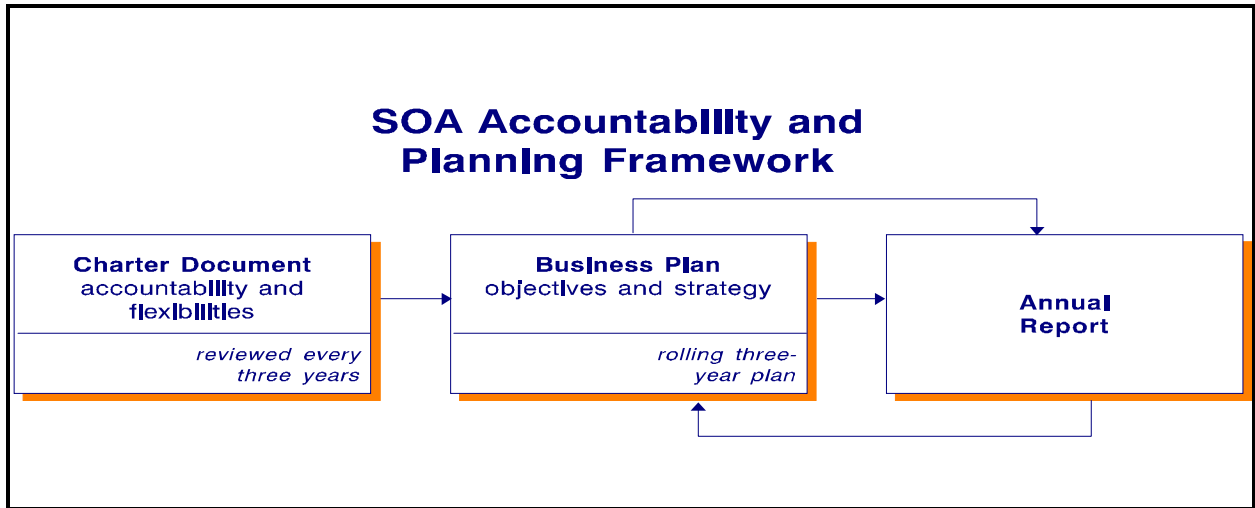 SOA Accountability and
Planning Framework
Charter Document
accountability and
flexibilities
reviewed every
three years
Business Plan
objectives and strategy
rolling three-
year plan
Annual
Report